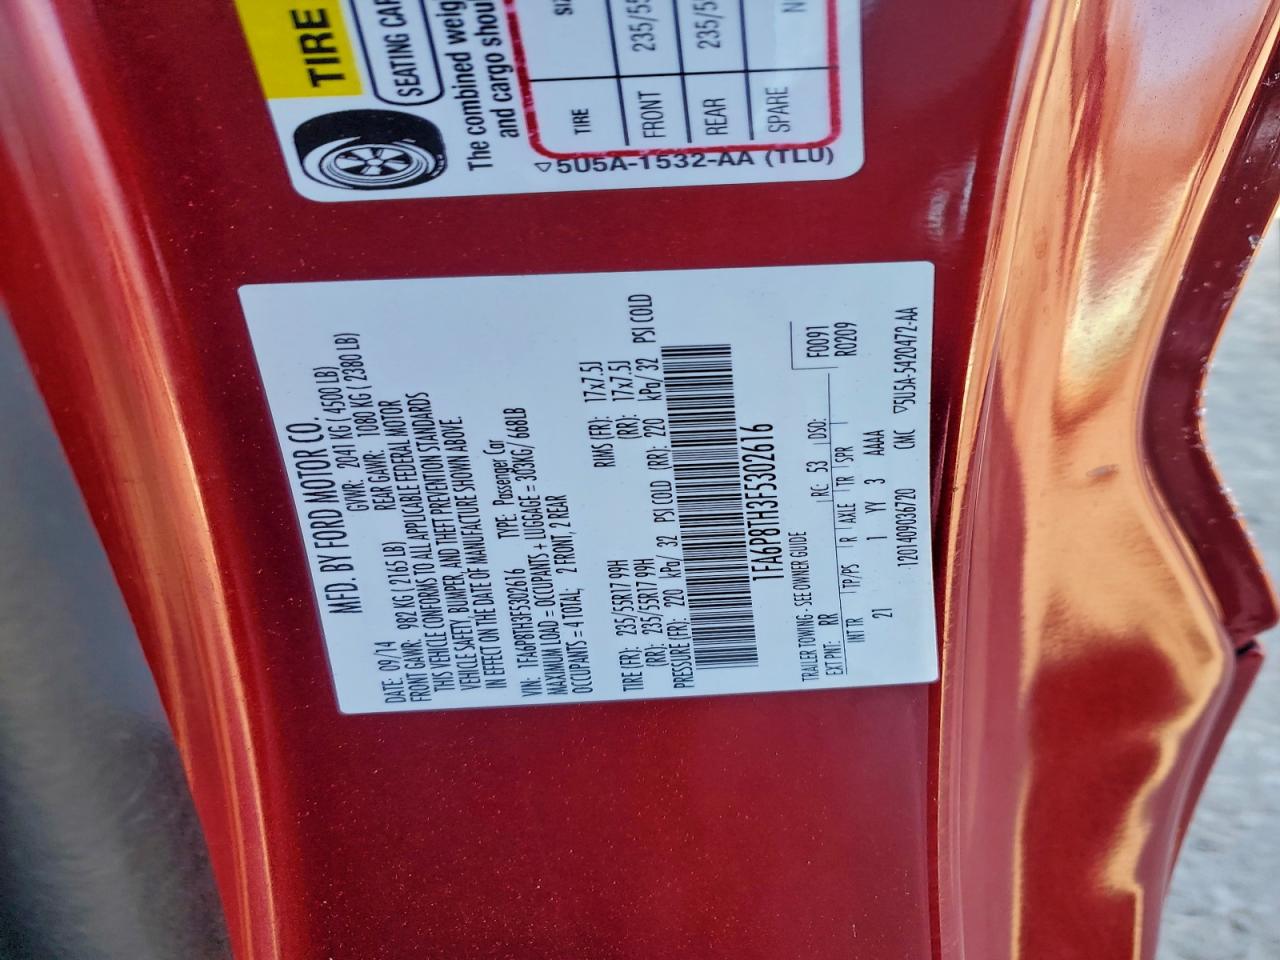 TIRE
SEATING CAP
The combined weig
and cargo shou
TIRE
SI
FRONT
235/55
REAR
235/5
SPARE
N
5U5A-1532-AA (TLU)
MFD. BY FORD MOTOR CO.
DATE: 09/14 GVWR: 2041 KG ( 4500 LB)
FRONT GAWR: 982 KG ( 2165 LB) REAR GAWR: 1080 KG ( 2380 LB)
THIS VEHICLE CONFORMS TO ALL APPLICABLE FEDERAL MOTOR
VEHICLE SAFETY, BUMPER, AND THEFT PREVENTION STANDARDS
IN EFFECT ON THE DATE OF MANUFACTURE SHOWN ABOVE.
VIN: 1FA6P8TH3F5302616 TYPE: Passenger Car
MAXIMUM LOAD = OCCUPANTS + LUGGAGE = 303KG/ 668LB
OCCUPANTS = 4 TOTAL; 2 FRONT, 2 REAR
TIRE (FR): 235/55R17 99H RIMS (FR): 17x7.5J
(RR): 235/55R17 99H (RR): 17x7.5J
PRESSURE (FR): 220 kPa/ 32 PSI COLD (RR): 220 kPa/ 32 PSI COLD
1FA6P8TH3F5302616
TRAILER TOWING - SEE OWNER GUIDE F0091
EXT PNT: RR RC: 53 DSO: R0209
INT TR TP/PS R AXLE TR SPR
21 1 YY 3 AAAA
1201409036720 CMC 5U5A-5420472-AA